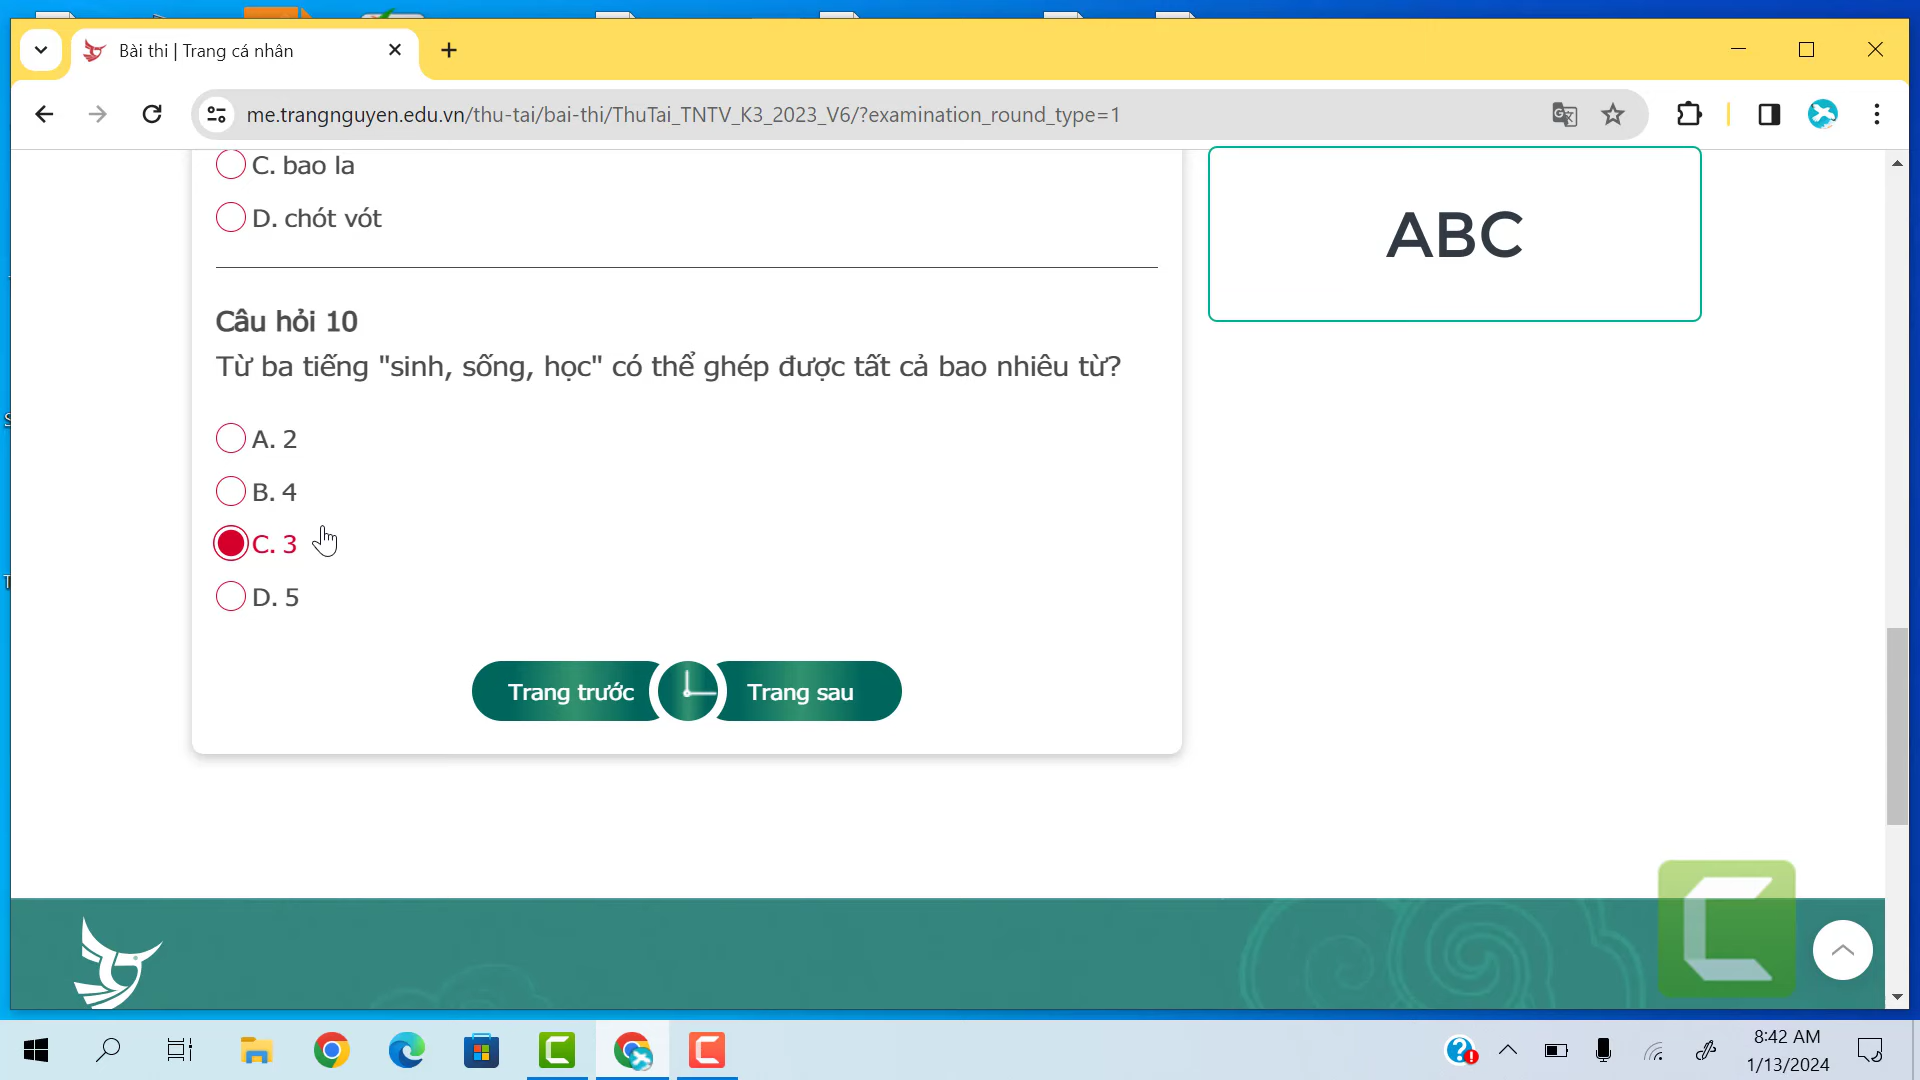 Bài thi | Trang cá nhân
me.trangnguyen.edu.vn/thu-tai/bai-thi/ThuTai_TNTV_K3_2023_V6/?examination_round_type=1
C. bao la
D. chót vót
ABC
Câu hỏi 10
Từ ba tiếng "sinh, sống, học" có thể ghép được tất cả bao nhiêu từ?
A. 2
B. 4
C. 3
D. 5
Trang trước
Trang sau
8:42 AM
1/13/2024